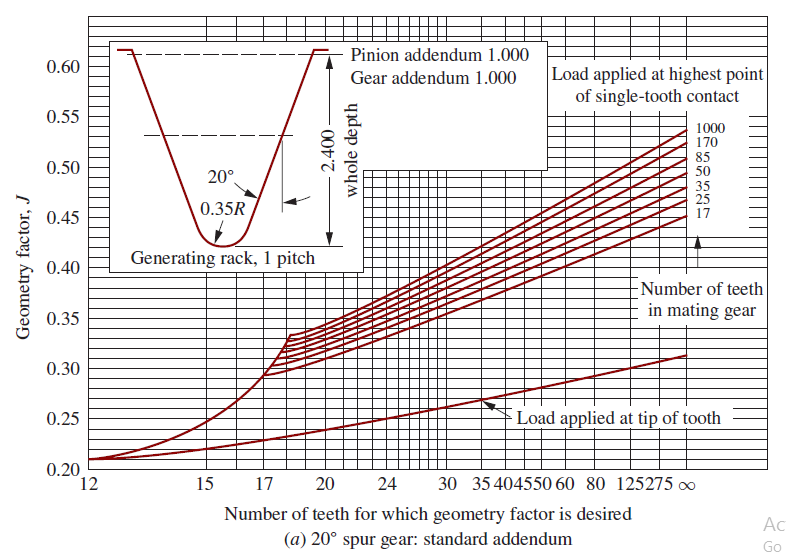 Pinion addendum 1.000
Gear addendum 1.000
Load applied at highest point
of single-tooth contact
2.400
whole depth
20°
0.35R
Generating rack, 1 pitch
1000
170
85
50
35
25
17
Number of teeth
in mating gear
Load applied at tip of tooth
Geometry factor, J
0.60
0.55
0.50
0.45
0.40
0.35
0.30
0.25
0.20
12 15 17 20 24 30 35 40 45 50 60 80 125 275 ∞
Number of teeth for which geometry factor is desired
(a) 20° spur gear: standard addendum
Ac
Go